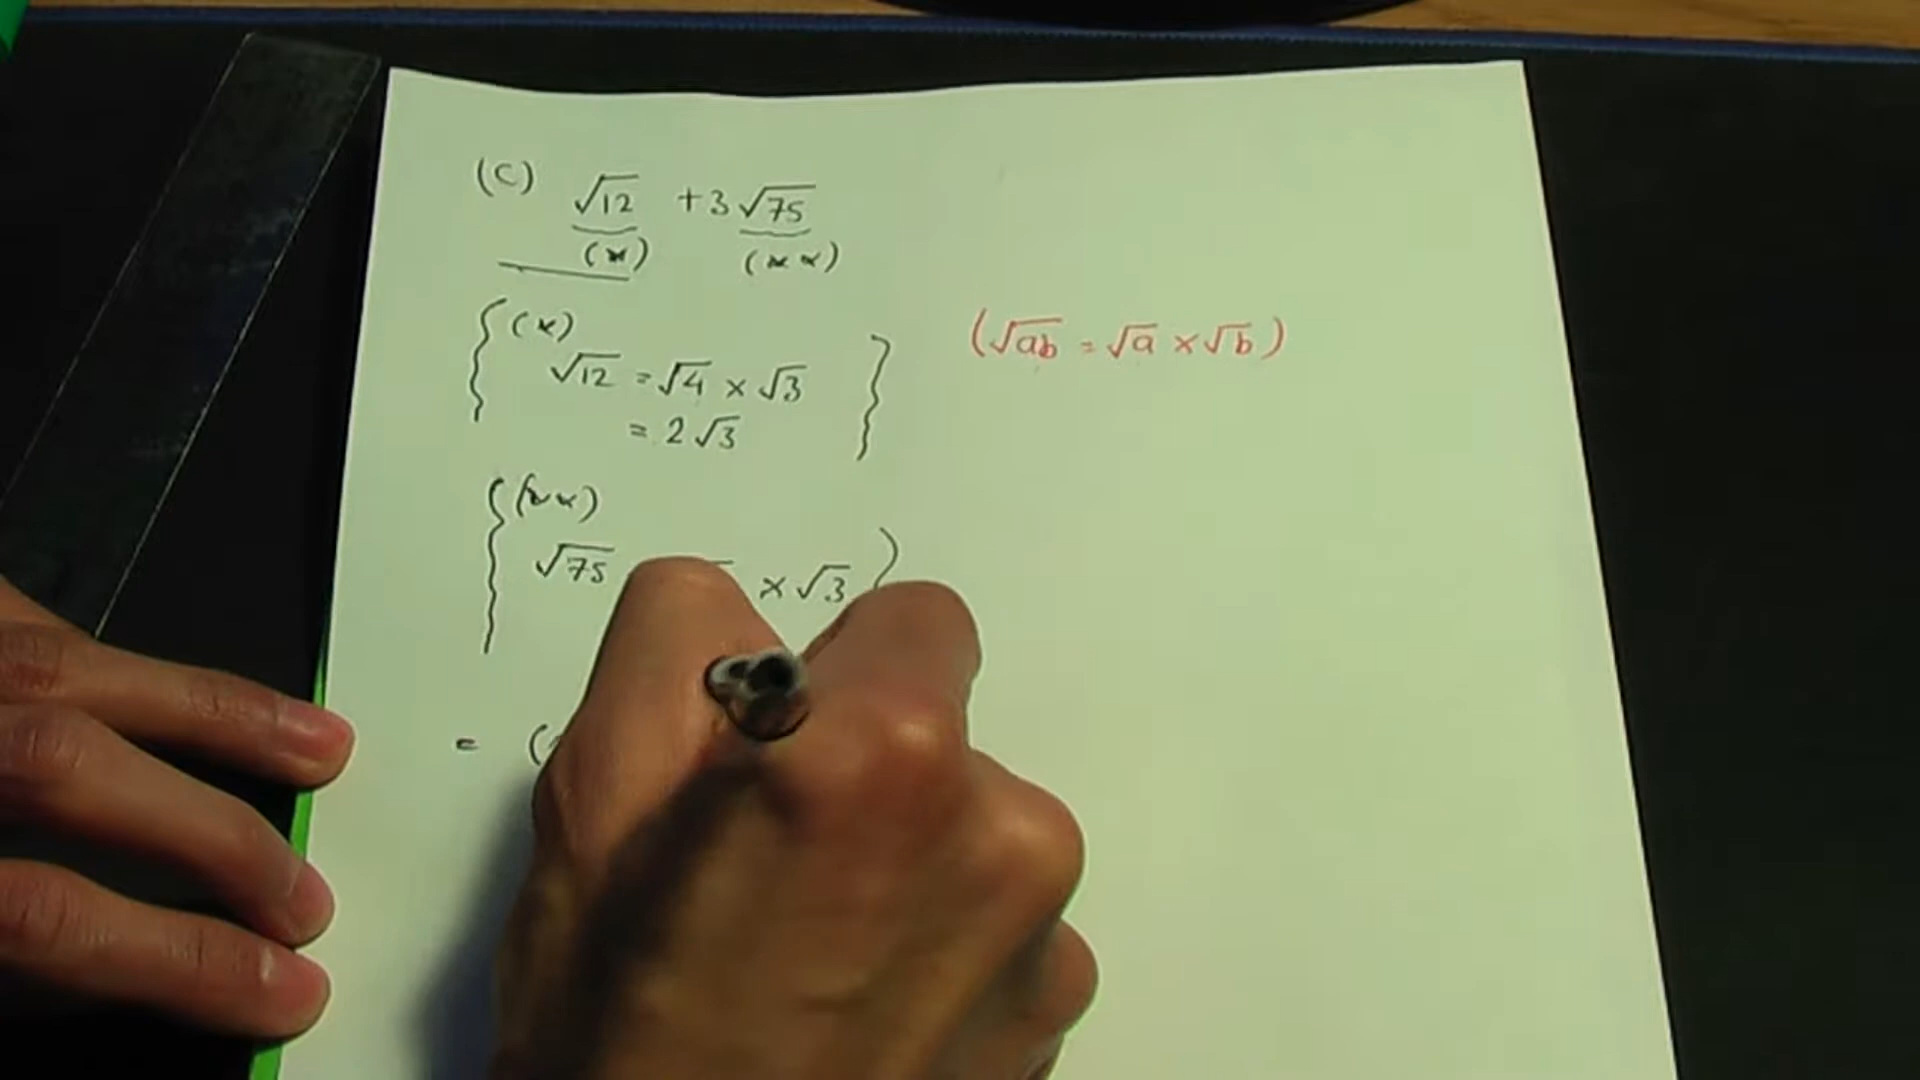 (C) √12 + 3√75
(*) (**)
(*)
(√ab = √a × √b)
√12 = √4 × √3
= 2√3
(**)
√75 × √3
= (